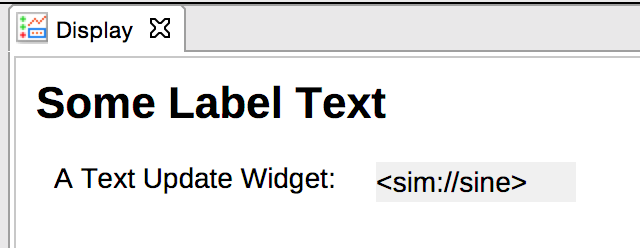 Display
Some Label Text
A Text Update Widget: <sim://sine>